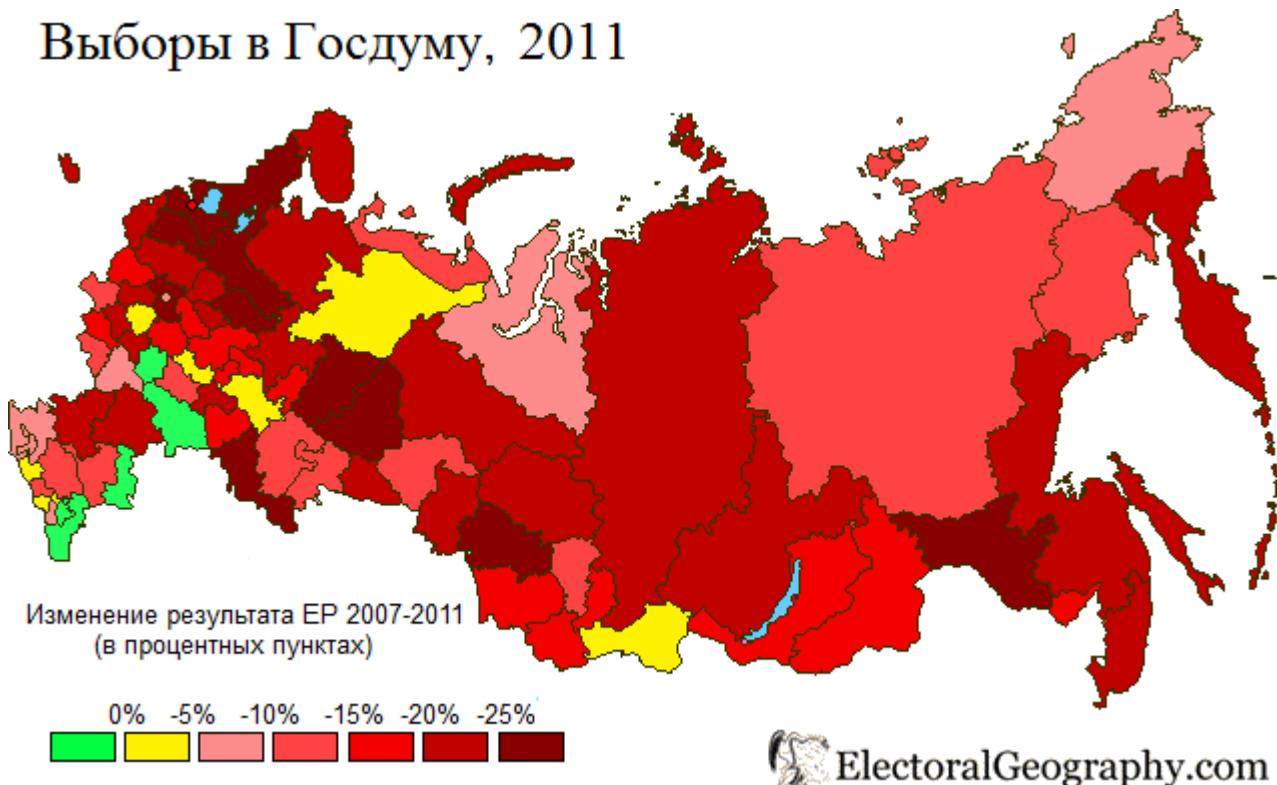 Выборы в Госдуму, 2011
Изменение результата ЕР 2007-2011
(в процентных пунктах)
0% -5% -10% -15% -20% -25%
ElectoralGeography.com